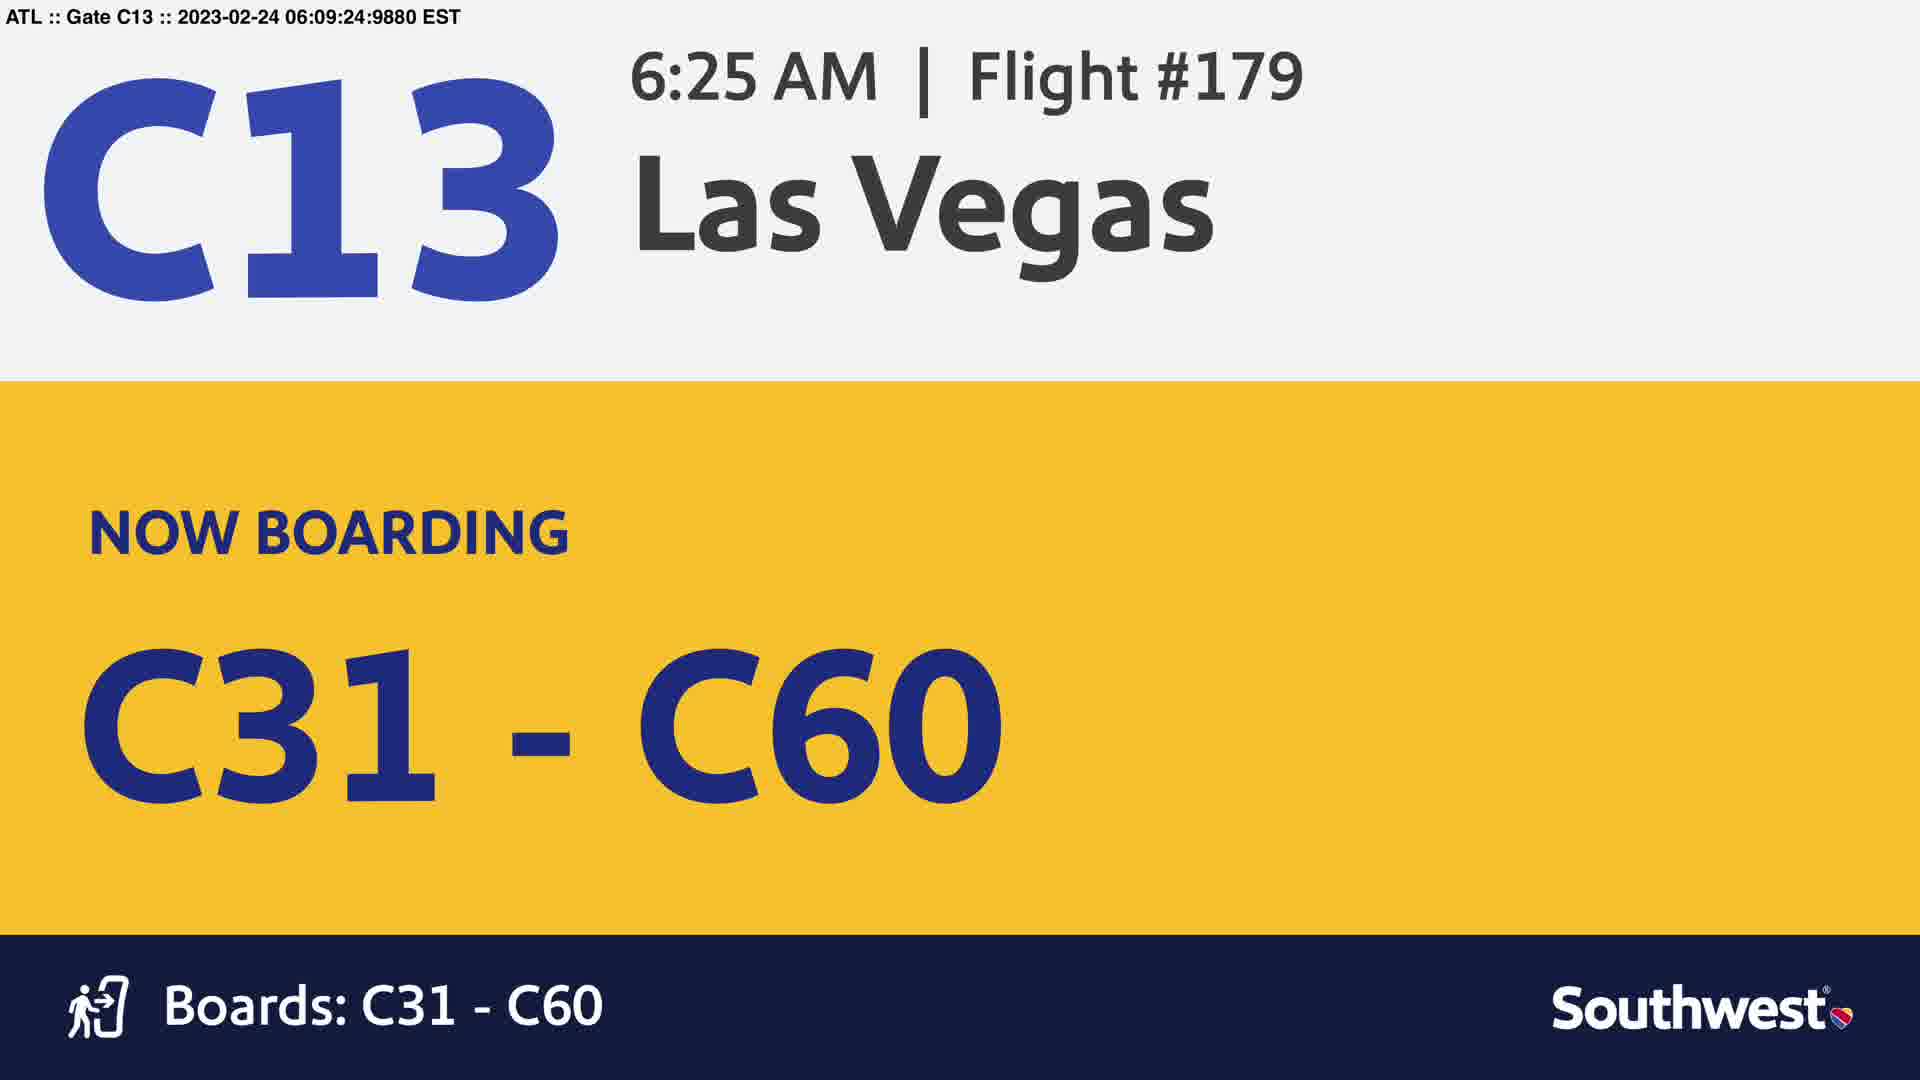 ATL :: Gate C13 :: 2023-02-24 06:09:24:9880 EST
C13
6:25 AM | Flight #179
Las Vegas
NOW BOARDING
C31 - C60
Boards: C31 - C60
Southwest®